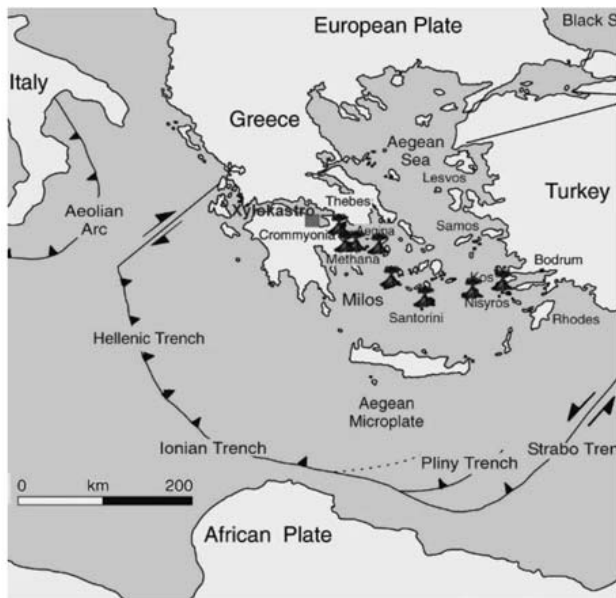 European Plate
Black S
Italy
Greece
Aegean
Sea
Lesvos
Turkey
Thebes
Xylokastro
Aeolian
Arc
Crommyonia
Aegina
Samos
Methana
Kos
Bodrum
Milos
Nisyros
Santorini
Rhodes
Hellenic Trench
Aegean
Microplate
Ionian Trench
Pliny Trench
Strabo Tren
0 km 200
African Plate